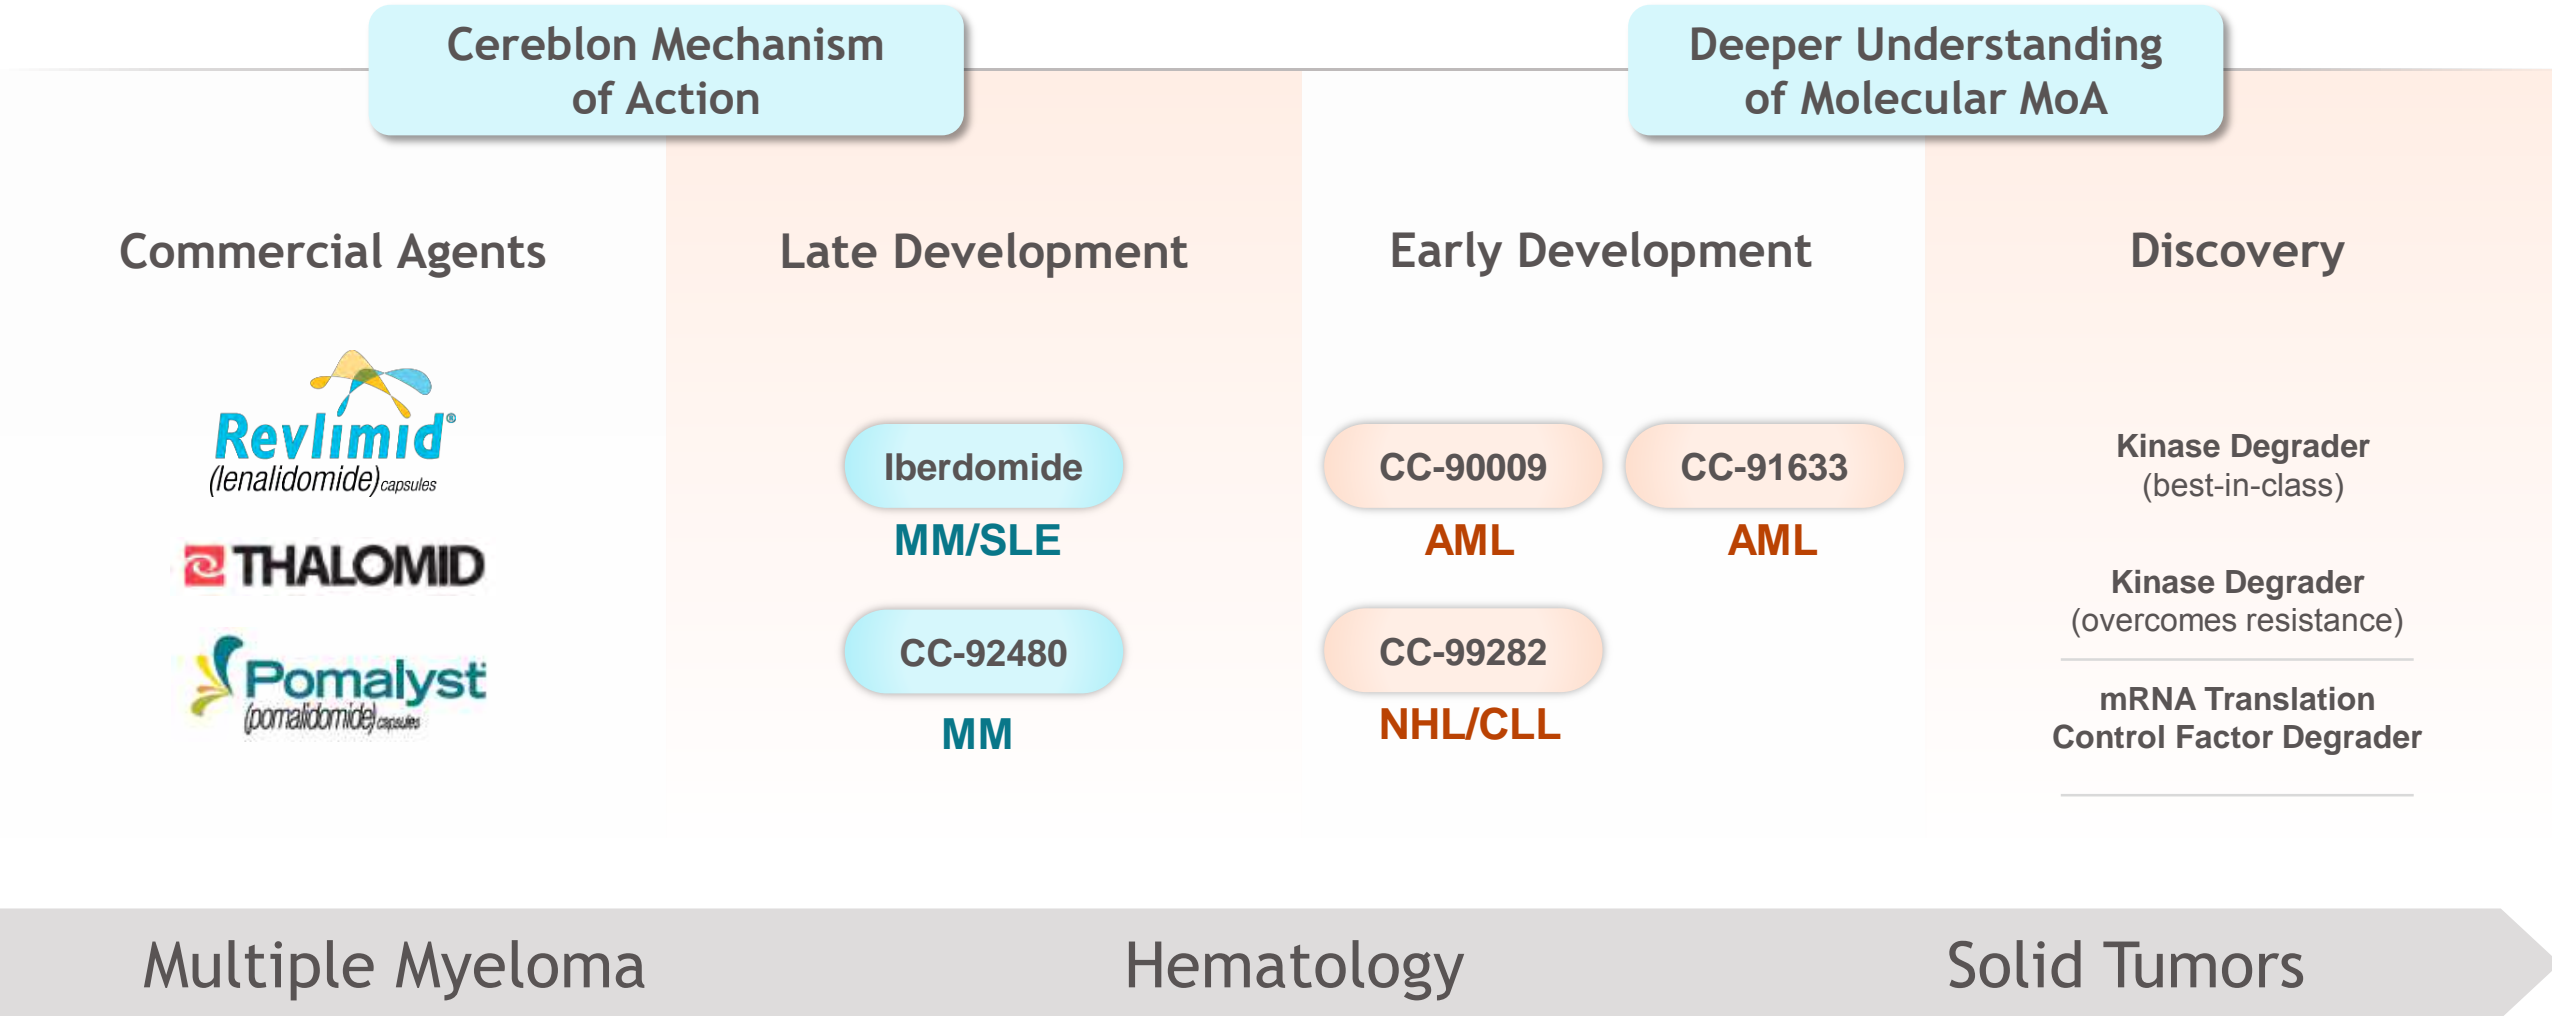 Cereblon Mechanism
of Action
Deeper Understanding
of Molecular MoA
Commercial Agents
Late Development
Early Development
Discovery
Revlimid®
(lenalidomide) capsules
THALOMID
Pomalyst®
(pomalidomide) capsules
Iberdomide
MM/SLE
CC-92480
MM
CC-90009
AML
CC-91633
AML
CC-99282
NHL/CLL
Kinase Degrader
(best-in-class)
Kinase Degrader
(overcomes resistance)
mRNA Translation
Control Factor Degrader
Multiple Myeloma
Hematology
Solid Tumors